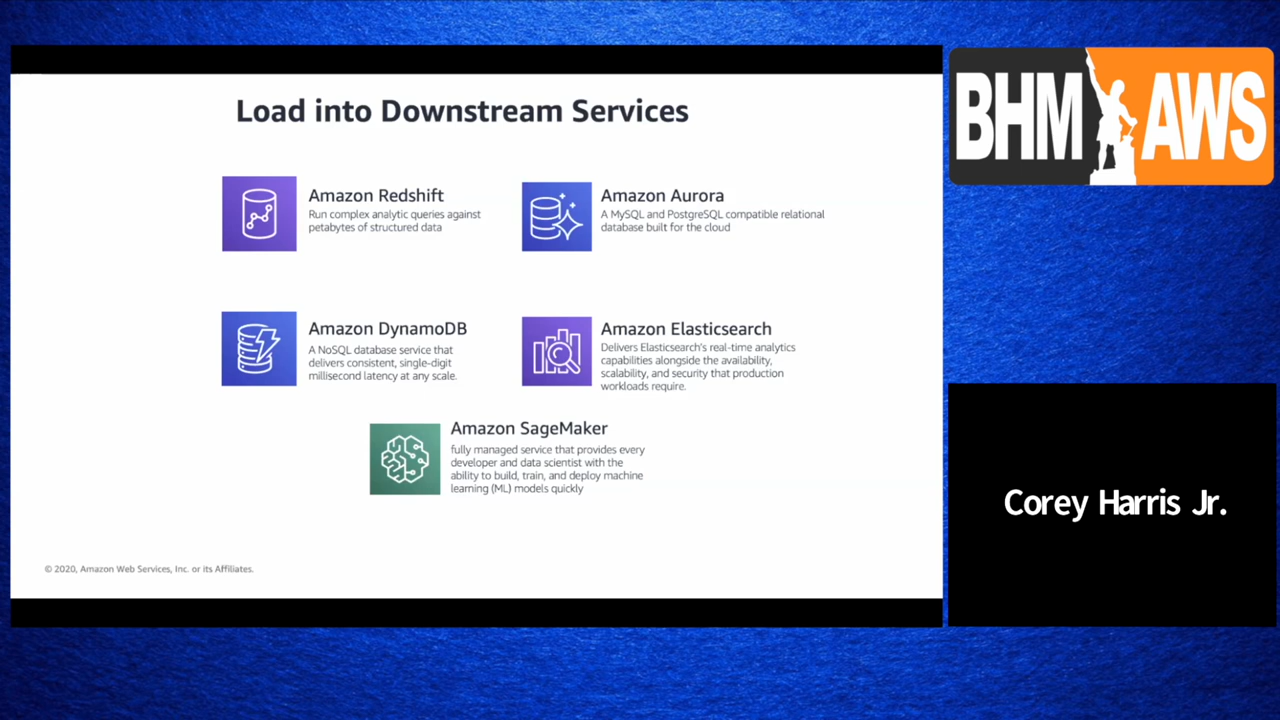 Load into Downstream Services
Amazon Redshift
Run complex analytic queries against
petabytes of structured data
Amazon Aurora
A MySQL and PostgreSQL compatible relational
database built for the cloud
Amazon DynamoDB
A NoSQL database service that
delivers consistent, single-digit
millisecond latency at any scale.
Amazon Elasticsearch
Delivers Elasticsearch's real-time analytics
capabilities alongside the availability,
scalability, and security that production
workloads require.
Amazon SageMaker
fully managed service that provides every
developer and data scientist with the
ability to build, train, and deploy machine
learning (ML) models quickly
© 2020, Amazon Web Services, Inc. or its Affiliates.
BHM AWS
Corey Harris Jr.